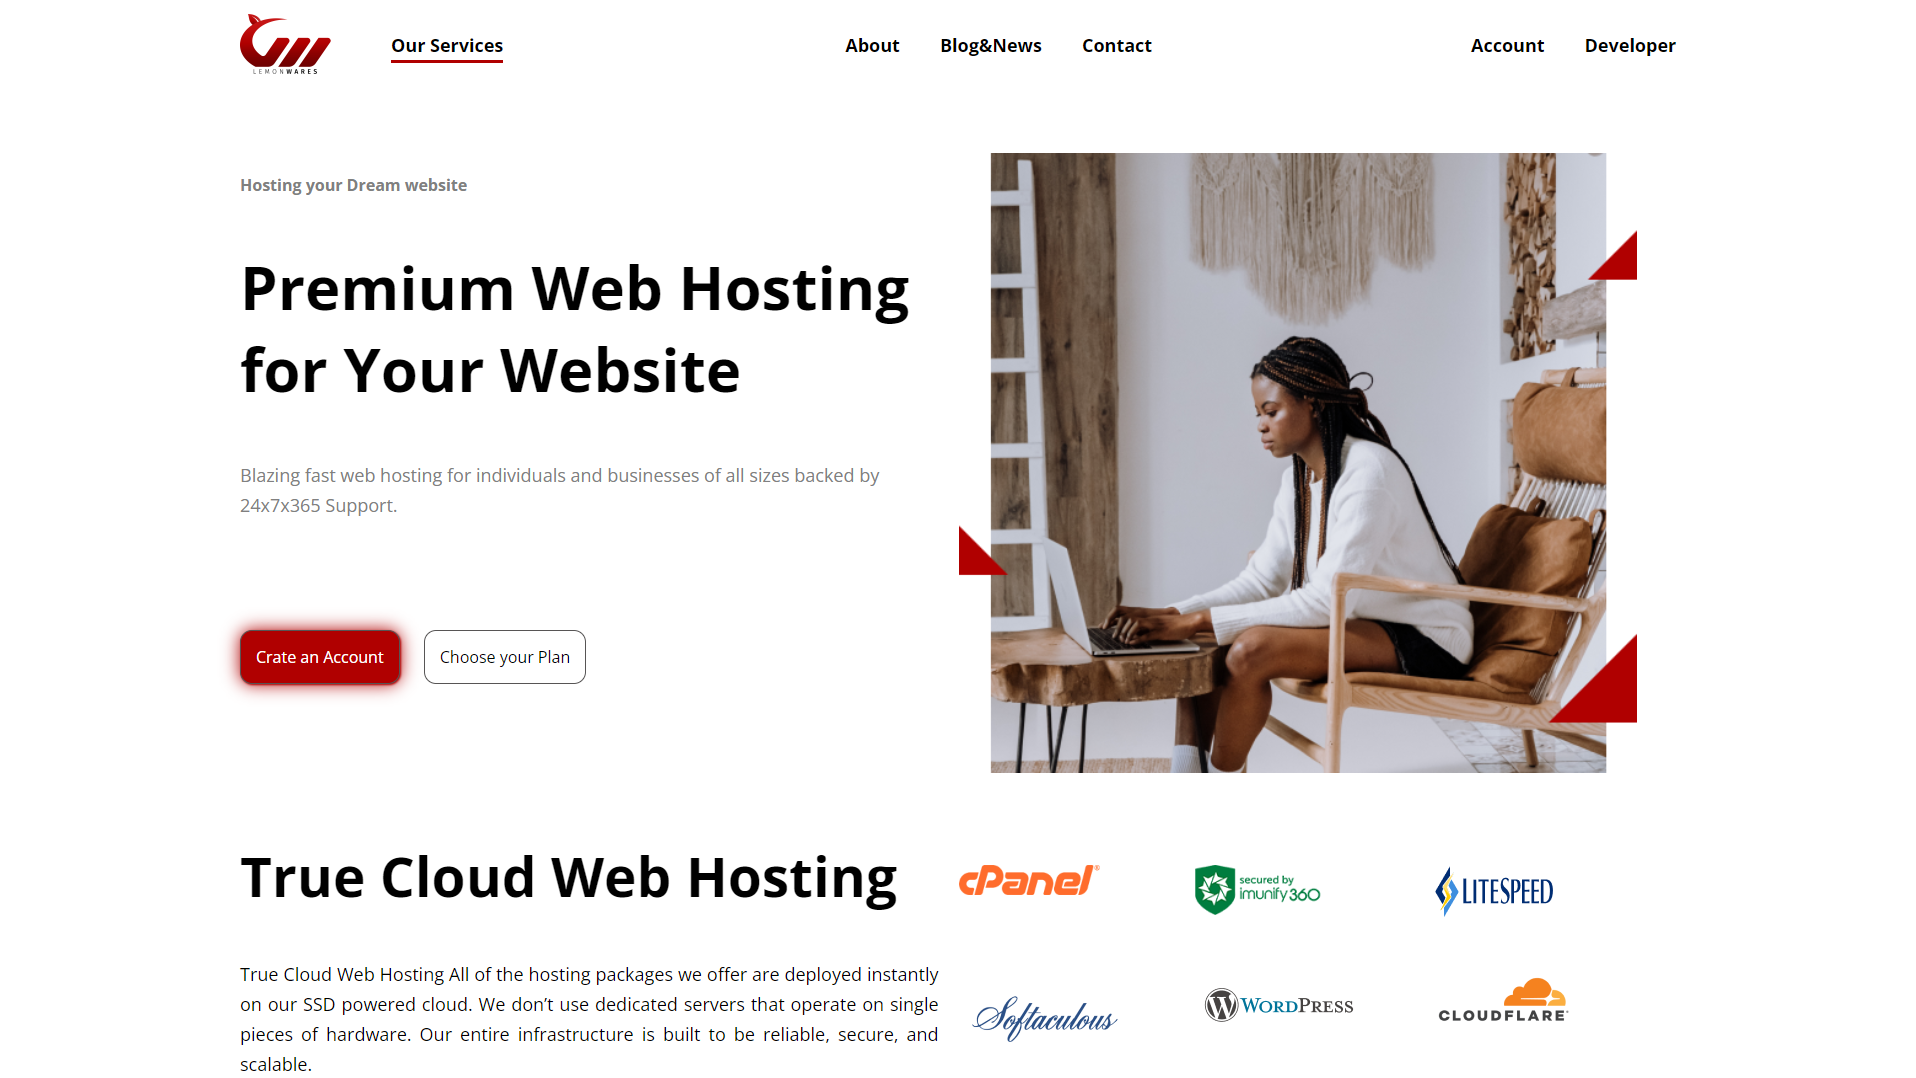 LEMONWARES
Our Services
About
Blog&News
Contact
Account
Developer
Hosting your Dream website
Premium Web Hosting
for Your Website
Blazing fast web hosting for individuals and businesses of all sizes backed by
24x7x365 Support.
Crate an Account
Choose your Plan
True Cloud Web Hosting
True Cloud Web Hosting All of the hosting packages we offer are deployed instantly
on our SSD powered cloud. We don’t use dedicated servers that operate on single
pieces of hardware. Our entire infrastructure is built to be reliable, secure, and
scalable.
cPanel®
secured by
imunify360
LITESPEED
Softaculous
WORDPRESS
CLOUDFLARE